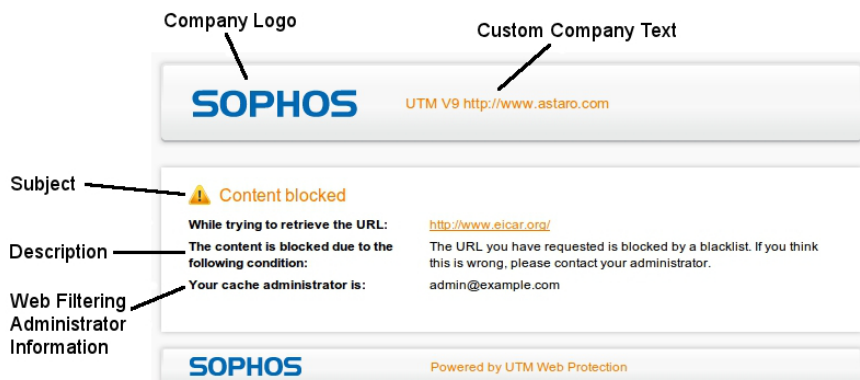 Company Logo
Custom Company Text
SOPHOS
UTM V9 http://www.astaro.com
Subject
Content blocked
While trying to retrieve the URL:
http://www.eicar.org/
Description
The content is blocked due to the
following condition:
The URL you have requested is blocked by a blacklist. If you think
this is wrong, please contact your administrator.
Your cache administrator is:
admin@example.com
Web Filtering
Administrator
Information
SOPHOS
Powered by UTM Web Protection